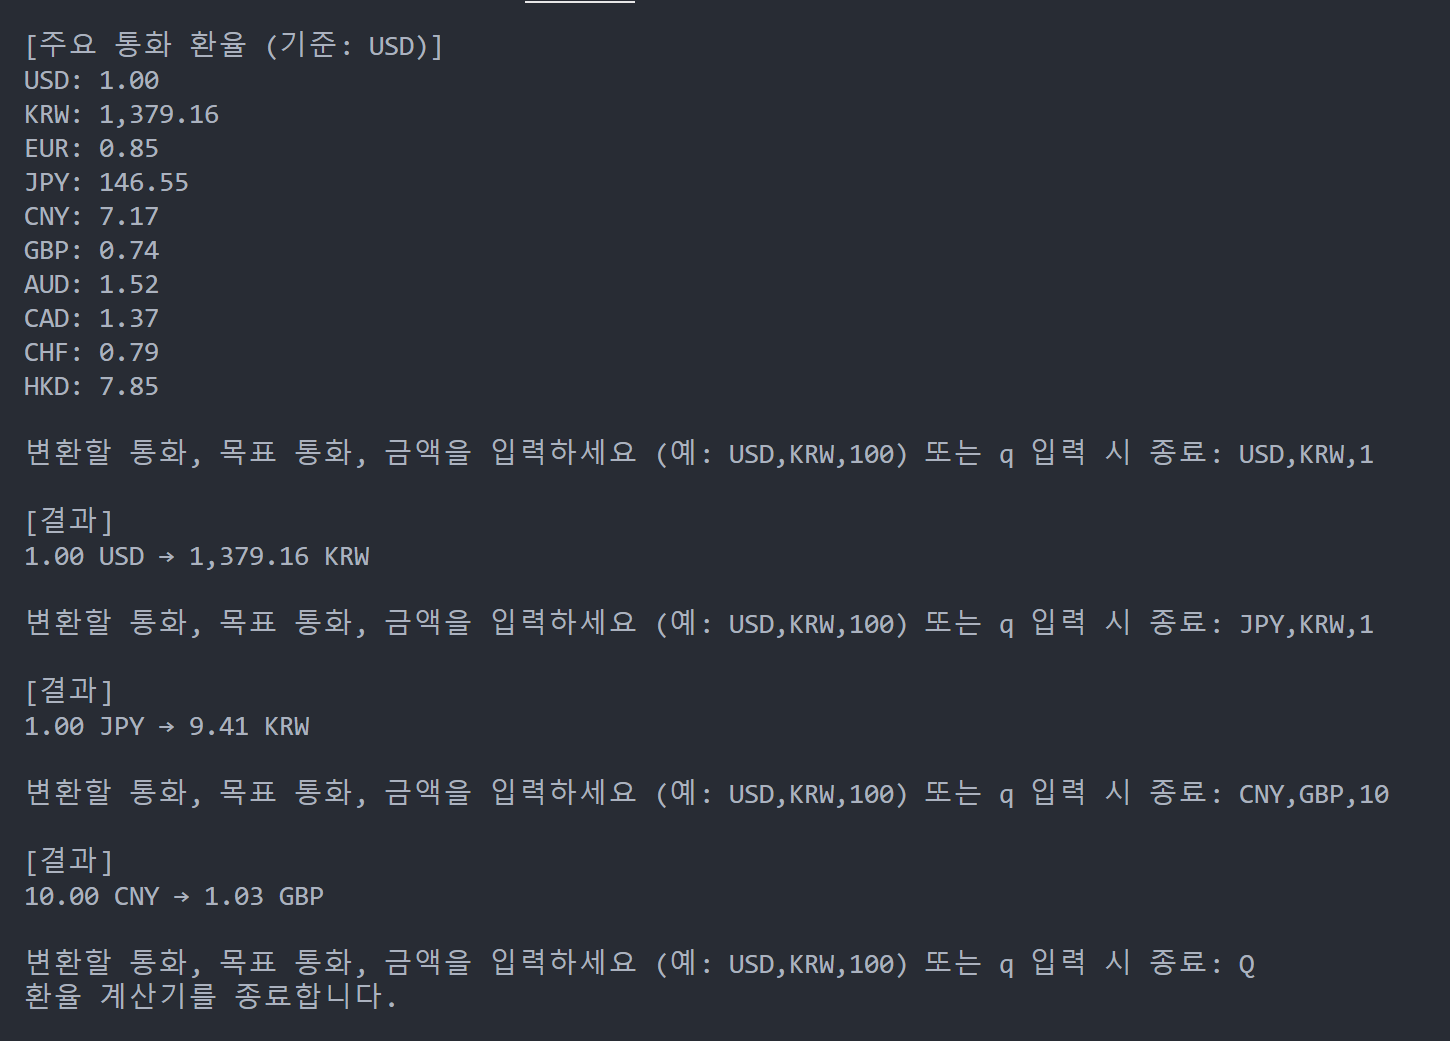 [주요 통화 환율 (기준: USD)]
USD: 1.00
KRW: 1,379.16
EUR: 0.85
JPY: 146.55
CNY: 7.17
GBP: 0.74
AUD: 1.52
CAD: 1.37
CHF: 0.79
HKD: 7.85
변환할 통화, 목표 통화, 금액을 입력하세요 (예: USD,KRW,100) 또는 q 입력 시 종료: USD,KRW,1
[결과]
1.00 USD → 1,379.16 KRW
변환할 통화, 목표 통화, 금액을 입력하세요 (예: USD,KRW,100) 또는 q 입력 시 종료: JPY,KRW,1
[결과]
1.00 JPY → 9.41 KRW
변환할 통화, 목표 통화, 금액을 입력하세요 (예: USD,KRW,100) 또는 q 입력 시 종료: CNY,GBP,10
[결과]
10.00 CNY → 1.03 GBP
변환할 통화, 목표 통화, 금액을 입력하세요 (예: USD,KRW,100) 또는 q 입력 시 종료: Q
환율 계산기를 종료합니다.